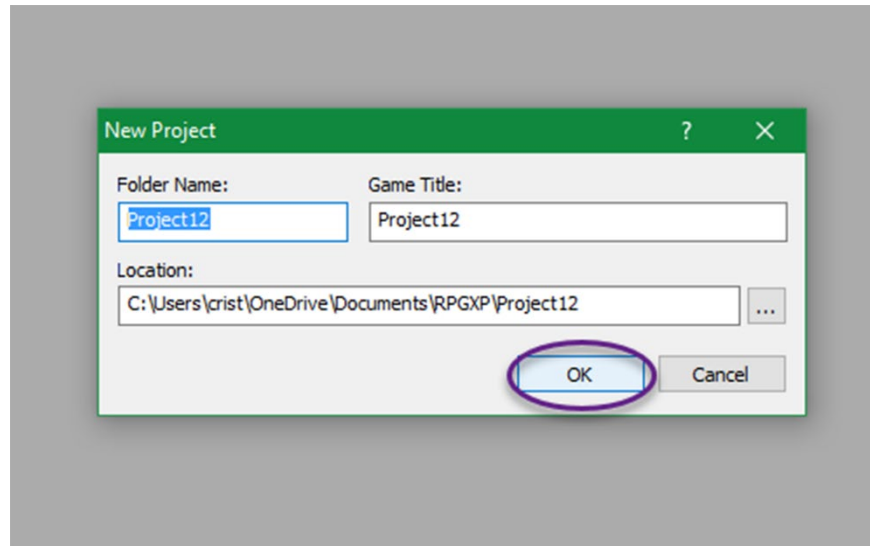 New Project ?
Folder Name: Game Title:
Project12 Project12
Location:
C:\Users\crist\OneDrive\Documents\RPGXP\Project12 ...
OK Cancel